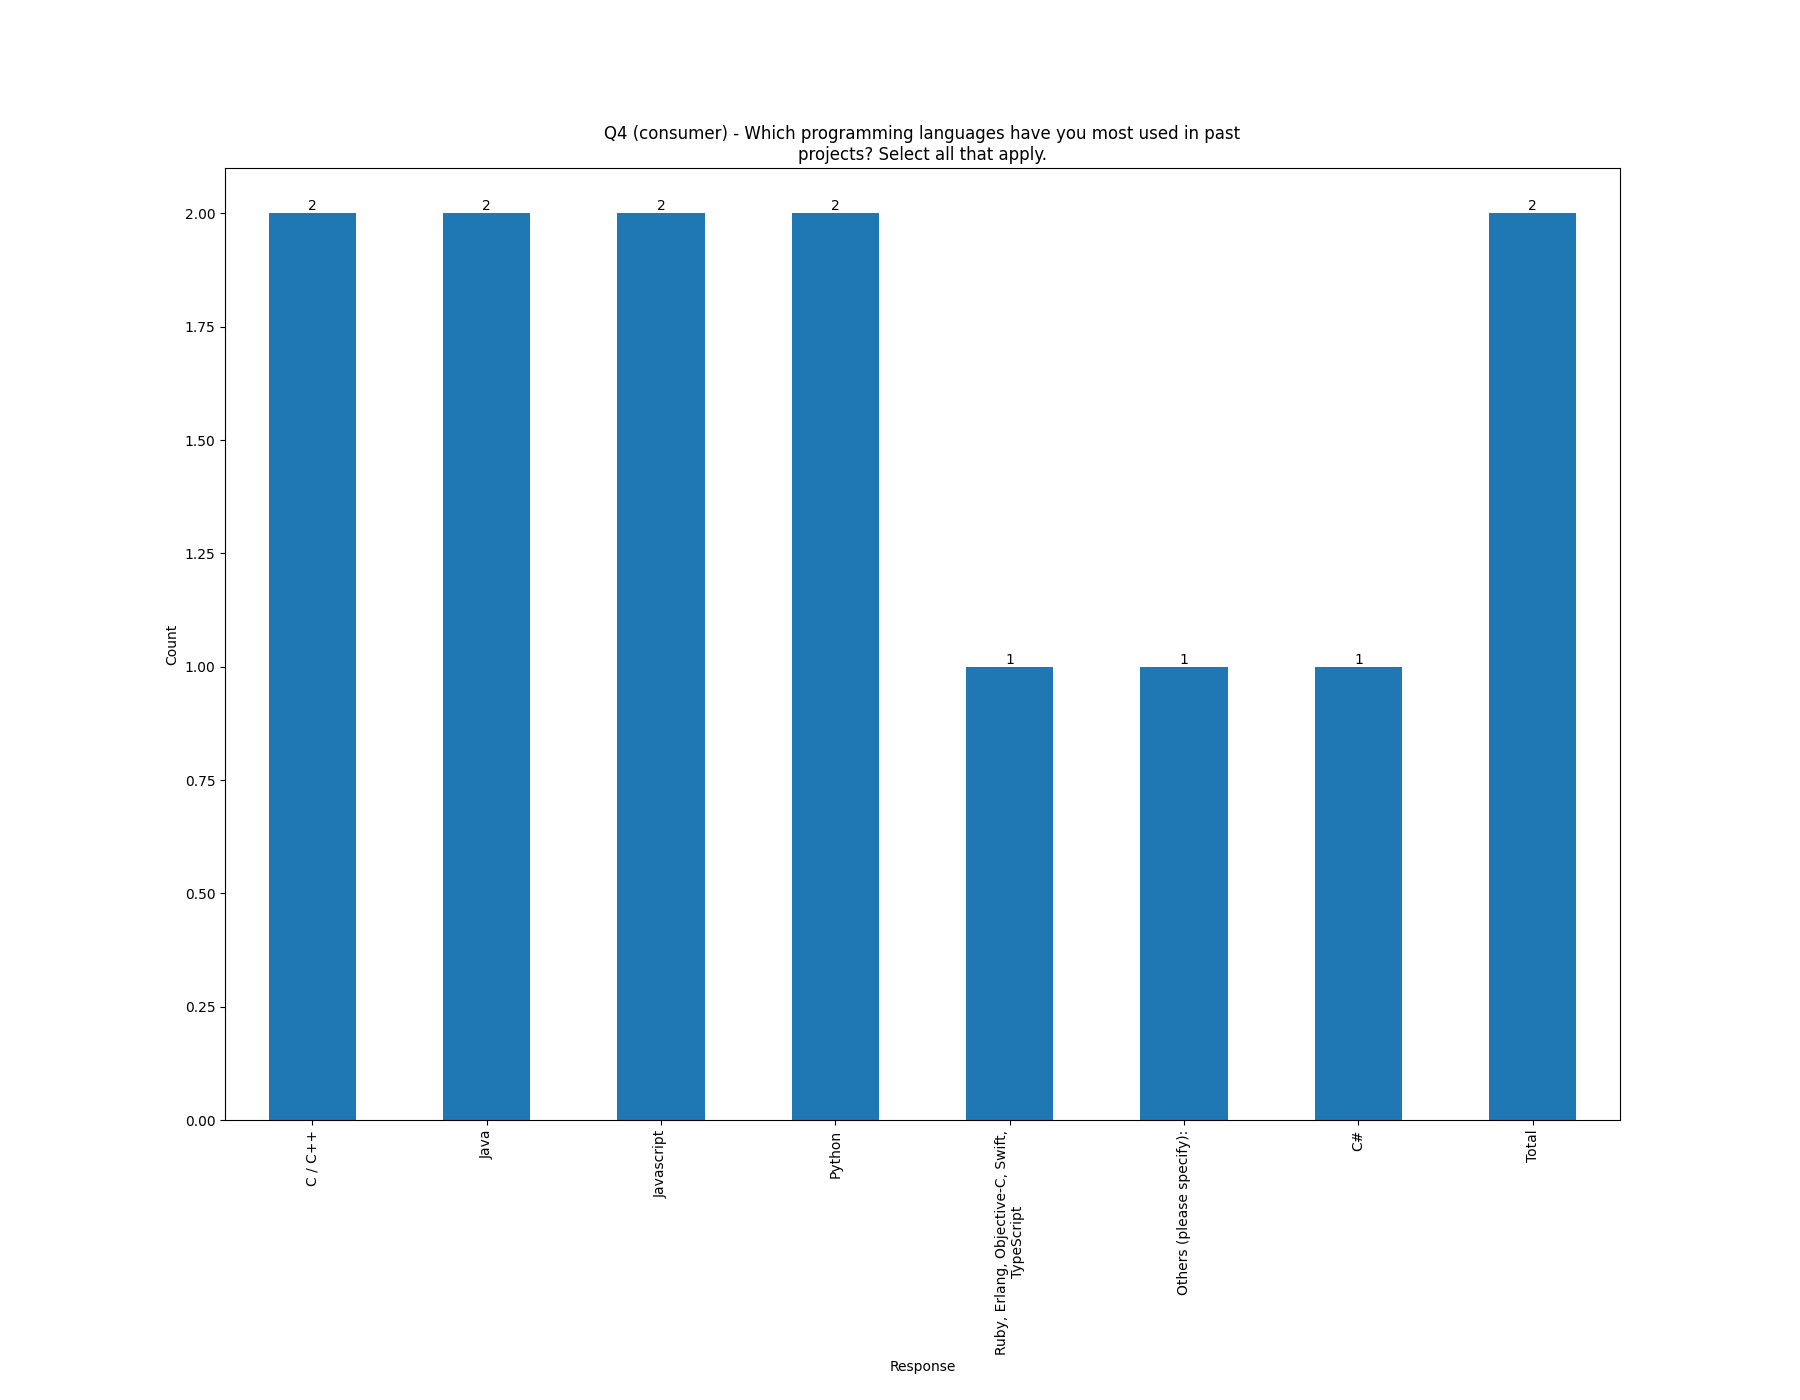 Q4 (consumer) - Which programming languages have you most used in past
projects? Select all that apply.
Count
2.00
1.75
1.50
1.25
1.00
0.75
0.50
0.25
0.00
2
2
2
2
1
1
1
2
C / C++
Java
Javascript
Python
Ruby, Erlang, Objective-C, Swift,
TypeScript
Others (please specify):
C#
Total
Response